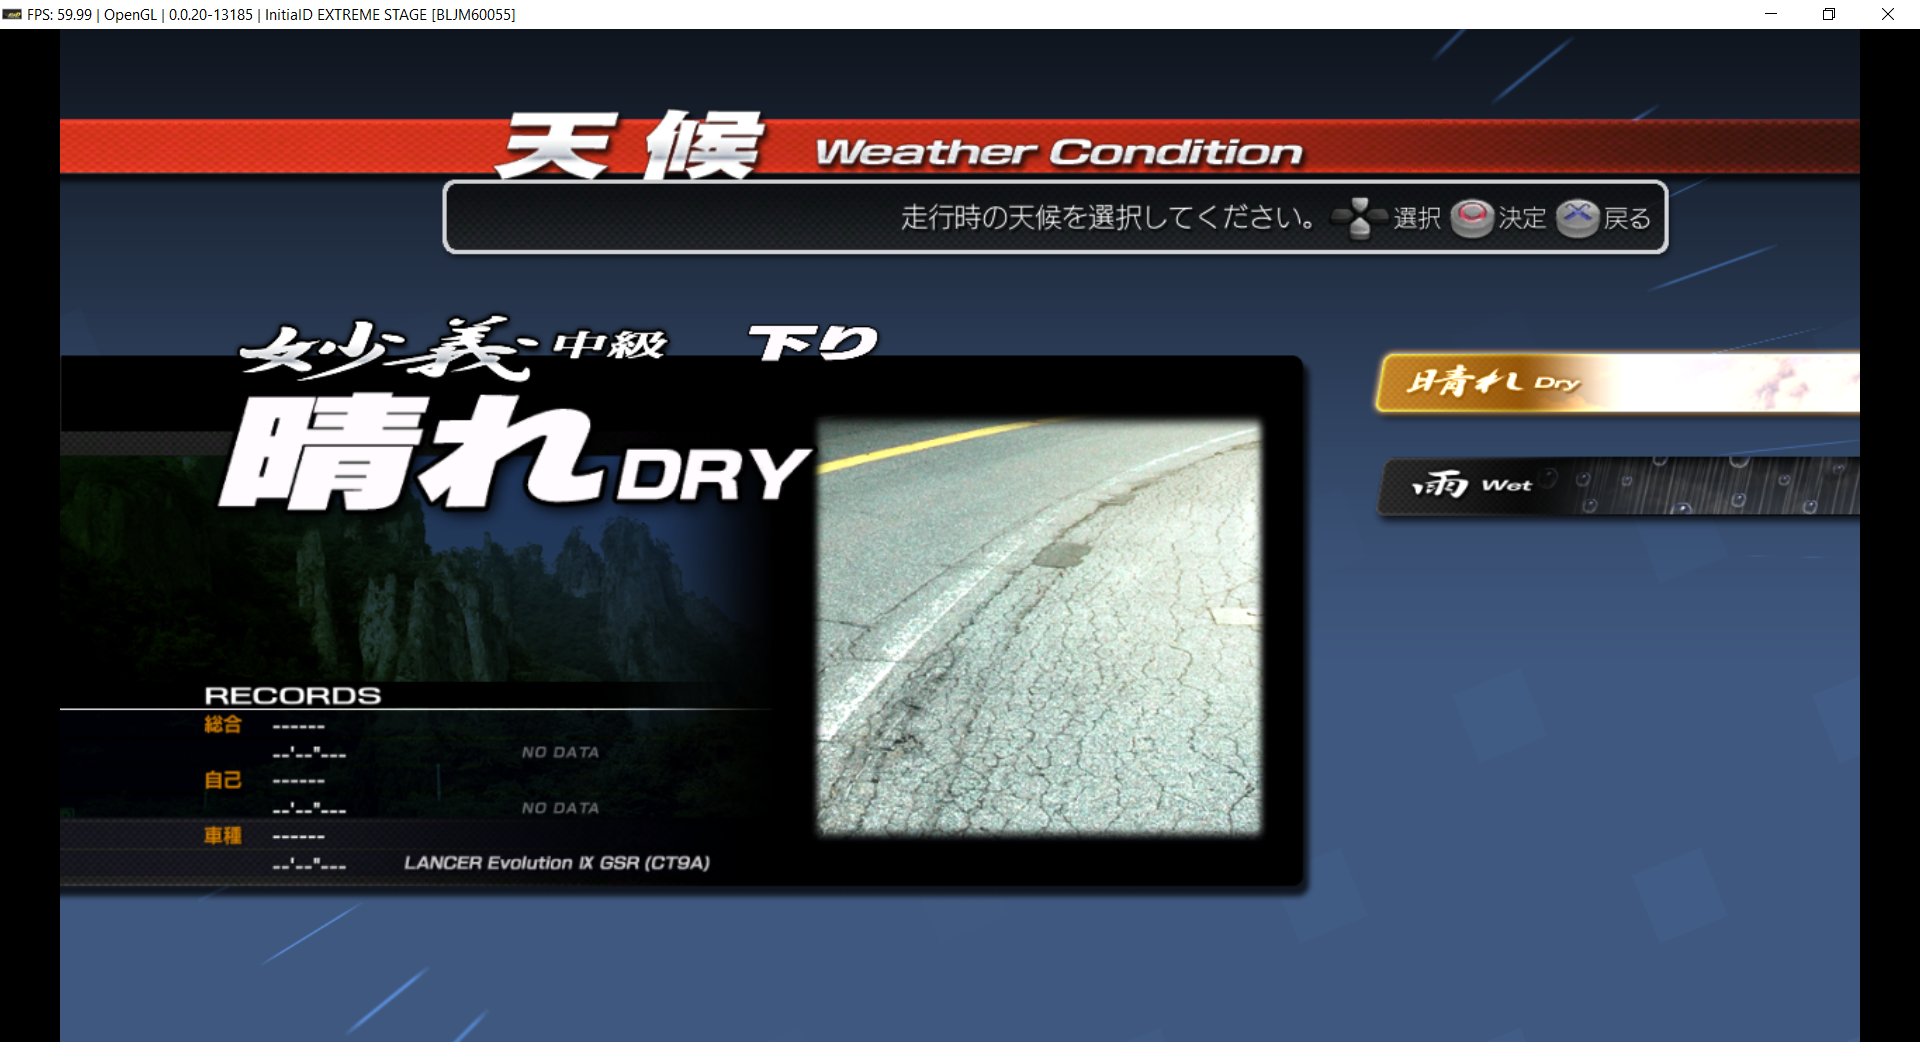 FPS: 59.99 | OpenGL | 0.0.20-13185 | InitialD EXTREME STAGE [BLJM60055]
天候 Weather Condition
走行時の天候を選択してください。 選択 決定 戻る
妙義 中級 下り
晴れ DRY
晴れ Dry
雨 Wet
RECORDS
総合 ------
--'--"--- NO DATA
自己 ------
--'--"--- NO DATA
車種 ------
--'--"--- LANCER Evolution IX GSR (CT9A)